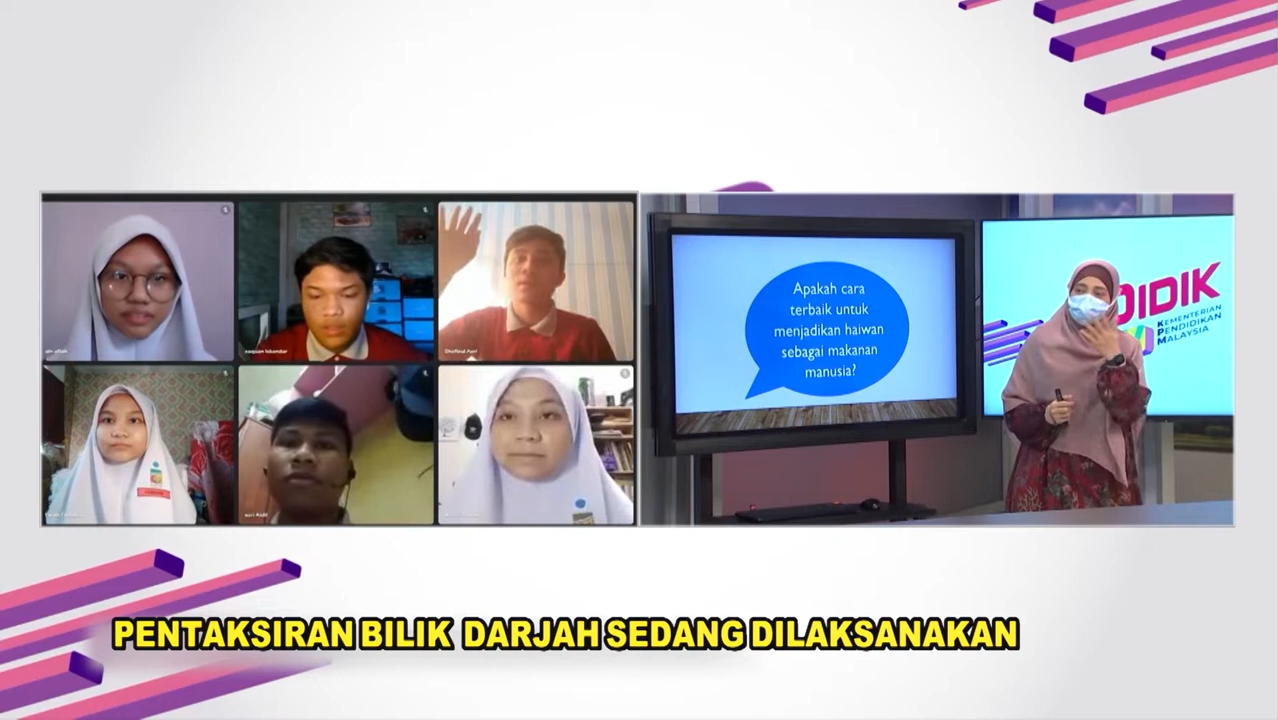 Apakah cara
terbaik untuk
menjadikan haiwan
sebagai makanan
manusia?
DIDIK
KEMENTERIAN
PENDIDIKAN
MALAYSIA
PENTAKSIRAN BILIK DARJAH SEDANG DILAKSANAKAN